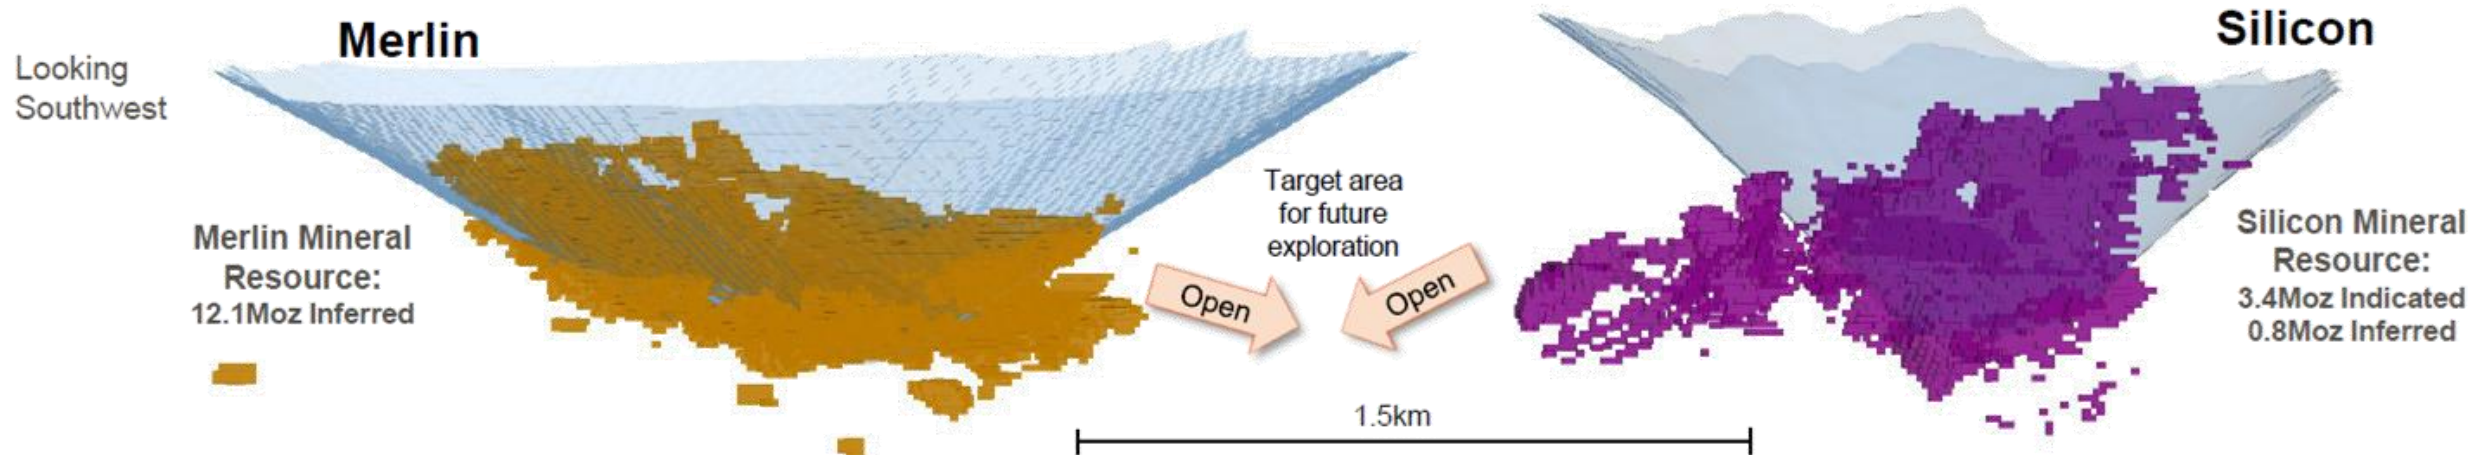 Merlin
Silicon
Looking
Southwest
Target area
for future
exploration
Merlin Mineral
Resource:
12.1Moz Inferred
Open
Open
Silicon Mineral
Resource:
3.4Moz Indicated
0.8Moz Inferred
1.5km